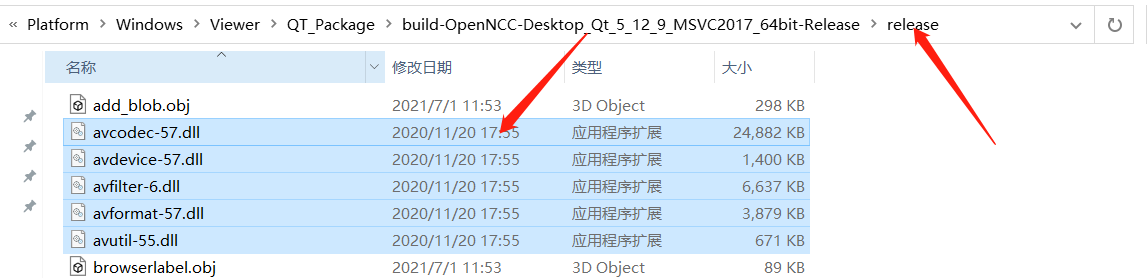 « Platform > Windows > Viewer > QT_Package > build-OpenNCC-Desktop_Qt_5_12_9_MSVC2017_64bit-Release > release
名称 修改日期 类型 大小
add_blob.obj 2021/7/1 11:53 3D Object 298 KB
avcodec-57.dll 2020/11/20 17:55 应用程序扩展 24,882 KB
avdevice-57.dll 2020/11/20 17:55 应用程序扩展 1,400 KB
avfilter-6.dll 2020/11/20 17:55 应用程序扩展 6,637 KB
avformat-57.dll 2020/11/20 17:55 应用程序扩展 3,879 KB
avutil-55.dll 2020/11/20 17:55 应用程序扩展 671 KB
browserlabel.obj 2021/7/1 11:53 3D Object 89 KB